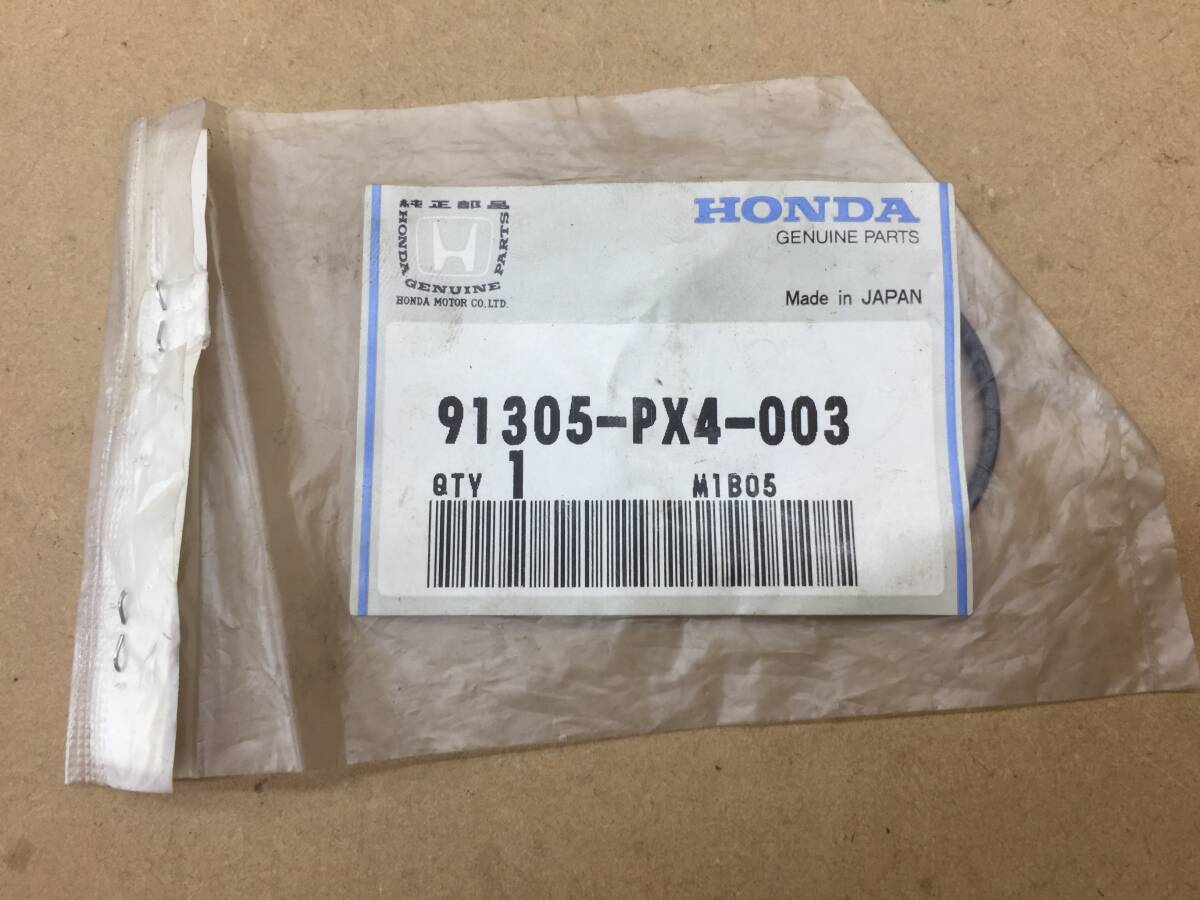 純正部品
HONDA GENUINE PARTS
HONDA MOTOR CO.,LTD.
HONDA
GENUINE PARTS
Made in JAPAN
91305-PX4-003
QTY 1 M1B05